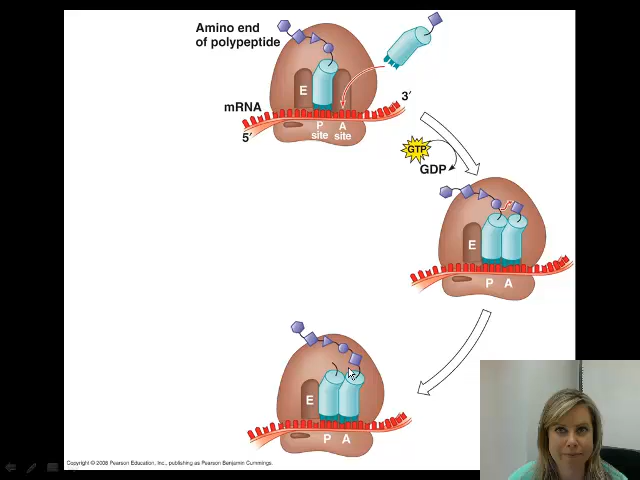 Amino end
of polypeptide
E
mRNA
3′
5′
P
site
A
site
GTP
GDP
E
P A
E
P A
Copyright © 2008 Pearson Education, Inc., publishing as Pearson Benjamin Cummings.